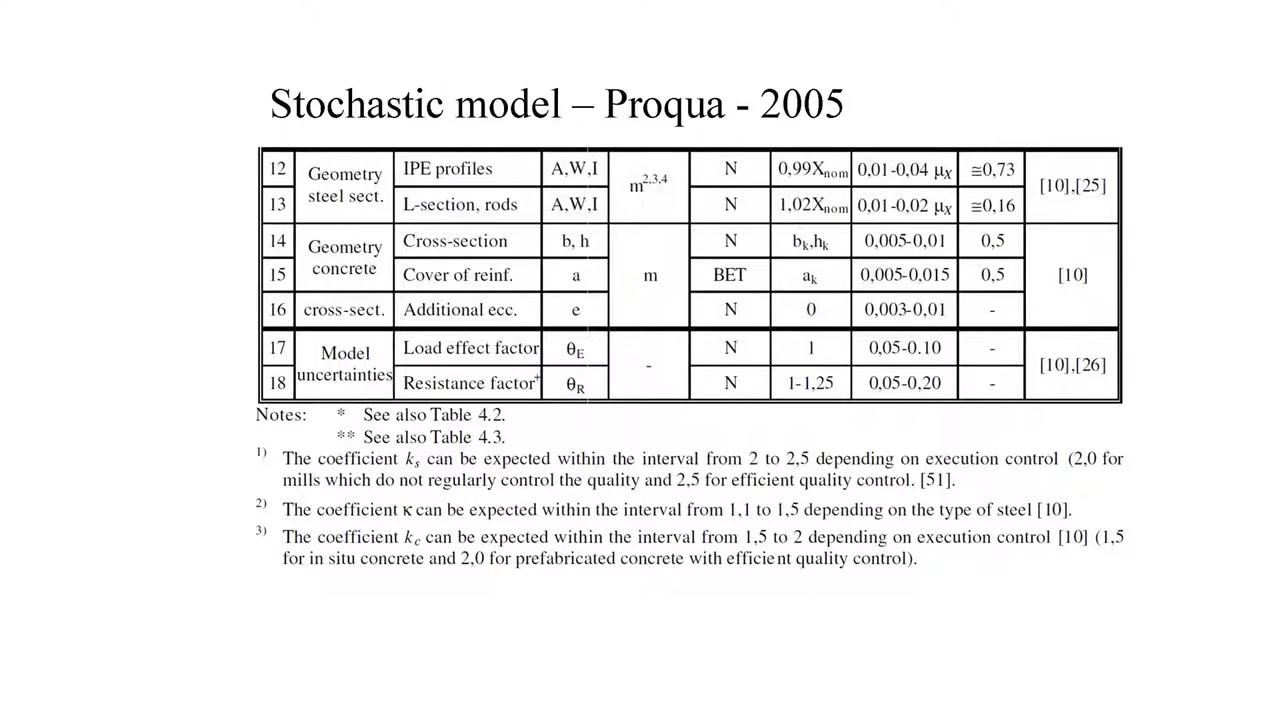 Stochastic model – Proqua - 2005
12 Geometry steel sect. IPE profiles A,W,I m2,3,4 N 0,99Xnom 0,01-0,04 μX ≅0,73 [10],[25]
13 L-section, rods A,W,I N 1,02Xnom 0,01-0,02 μX ≅0,16
14 Geometry concrete Cross-section b, h m N bk,hk 0,005-0,01 0,5 [10]
15 Cover of reinf. a BET ak 0,005-0,015 0,5
16 cross-sect. Additional ecc. e N 0 0,003-0,01 -
17 Model uncertainties Load effect factor θE - N 1 0,05-0.10 - [10],[26]
18 Resistance factor+ θR N 1-1,25 0,05-0,20 -
Notes: * See also Table 4.2.
** See also Table 4.3.
1) The coefficient ks can be expected within the interval from 2 to 2,5 depending on execution control (2,0 for
mills which do not regularly control the quality and 2,5 for efficient quality control. [51].
2) The coefficient κ can be expected within the interval from 1,1 to 1,5 depending on the type of steel [10].
3) The coefficient kc can be expected within the interval from 1,5 to 2 depending on execution control [10] (1,5
for in situ concrete and 2,0 for prefabricated concrete with efficient quality control).